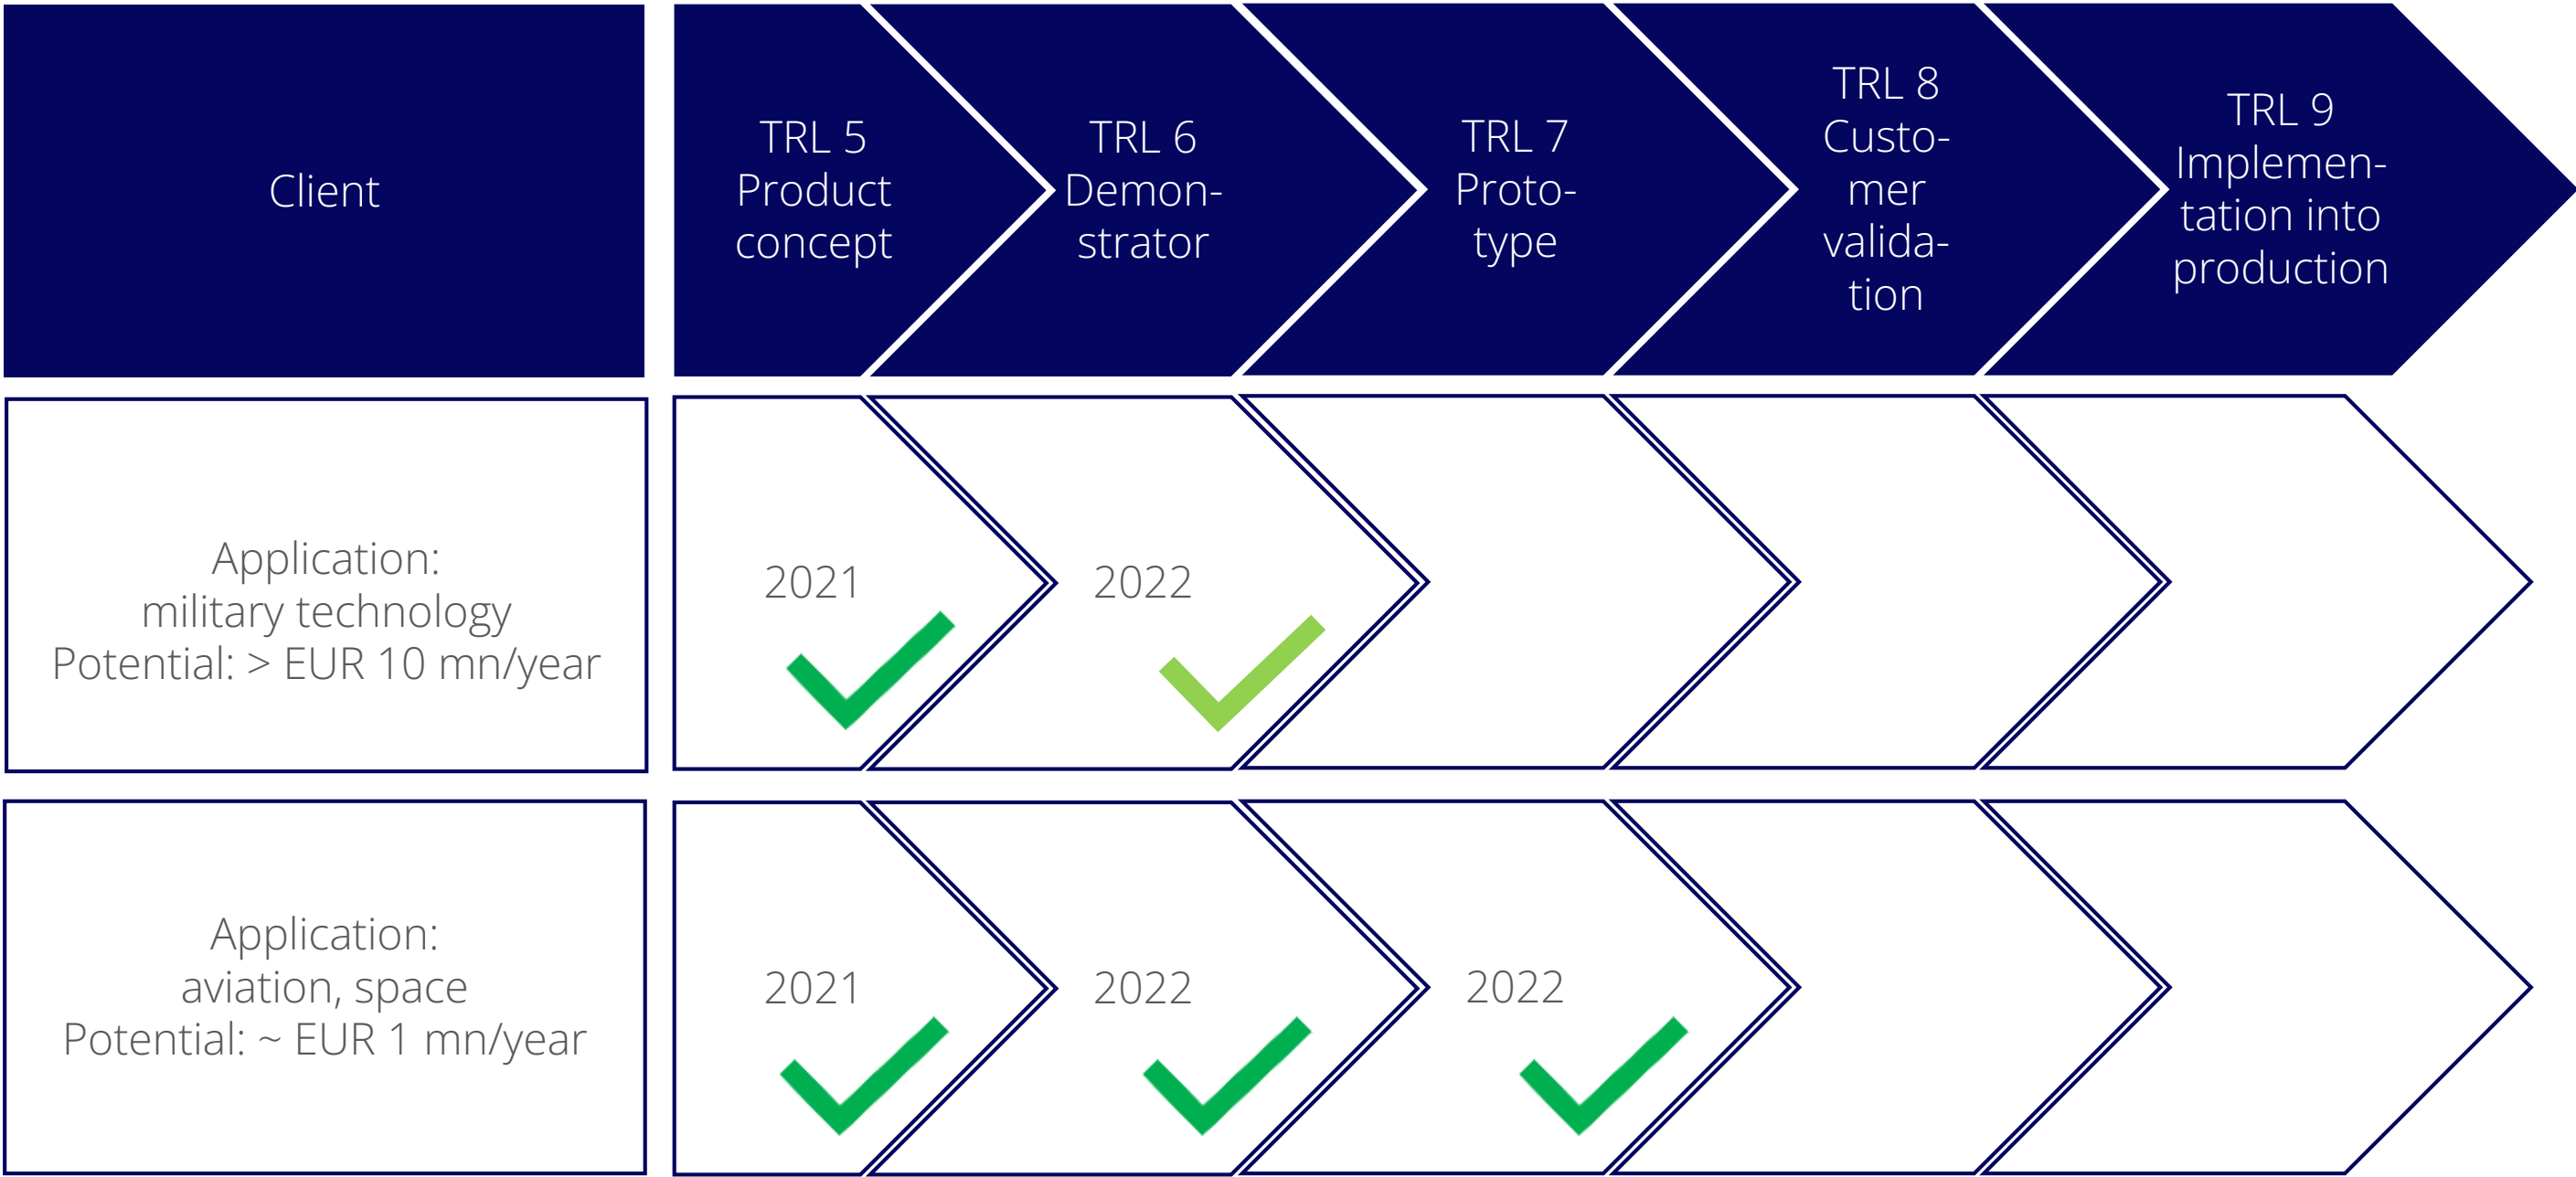 Client
TRL 5
Product
concept
TRL 6
Demon-
strator
TRL 7
Proto-
type
TRL 8
Custo-
mer
valida-
tion
TRL 9
Implemen-
tation into
production
Application:
military technology
Potential: > EUR 10 mn/year
2021
2022
Application:
aviation, space
Potential: ~ EUR 1 mn/year
2021
2022
2022